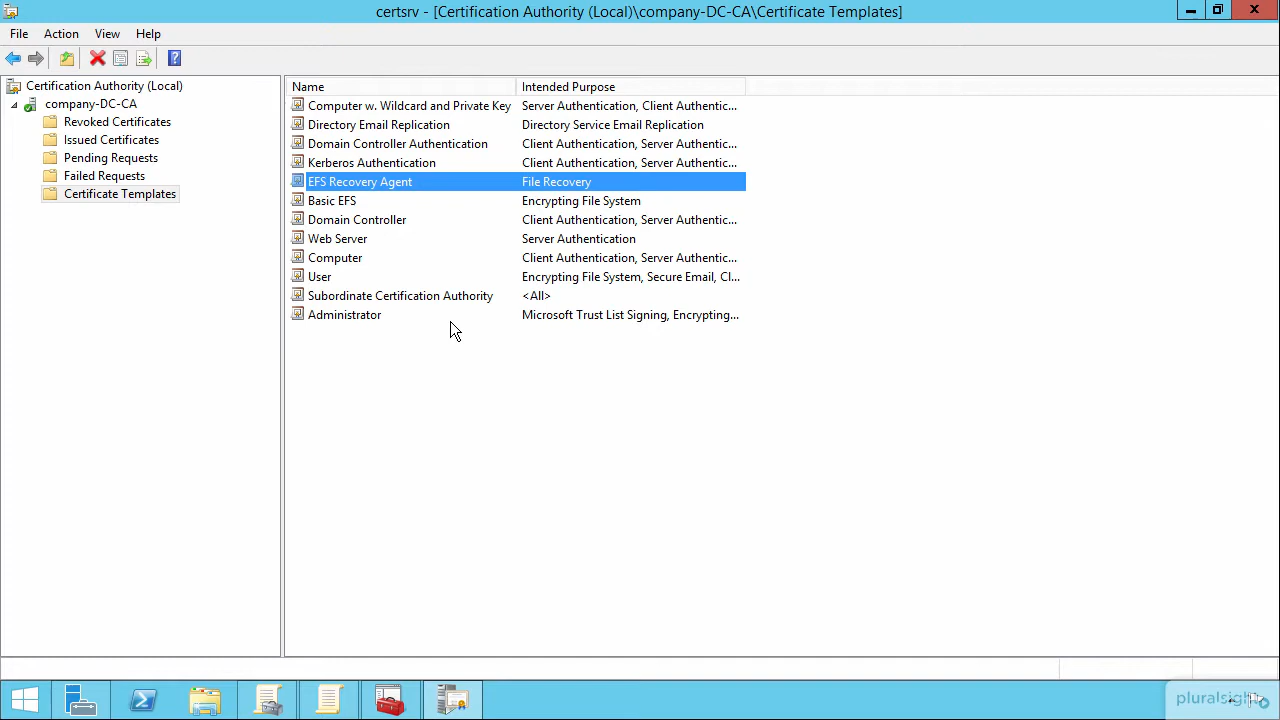 certsrv - [Certification Authority (Local)\company-DC-CA\Certificate Templates]
File Action View Help
Certification Authority (Local)
company-DC-CA
Revoked Certificates
Issued Certificates
Pending Requests
Failed Requests
Certificate Templates
Name Intended Purpose
Computer w. Wildcard and Private Key Server Authentication, Client Authentic...
Directory Email Replication Directory Service Email Replication
Domain Controller Authentication Client Authentication, Server Authentic...
Kerberos Authentication Client Authentication, Server Authentic...
EFS Recovery Agent File Recovery
Basic EFS Encrypting File System
Domain Controller Client Authentication, Server Authentic...
Web Server Server Authentication
Computer Client Authentication, Server Authentic...
User Encrypting File System, Secure Email, Cl...
Subordinate Certification Authority <All>
Administrator Microsoft Trust List Signing, Encrypting...
pluralsight